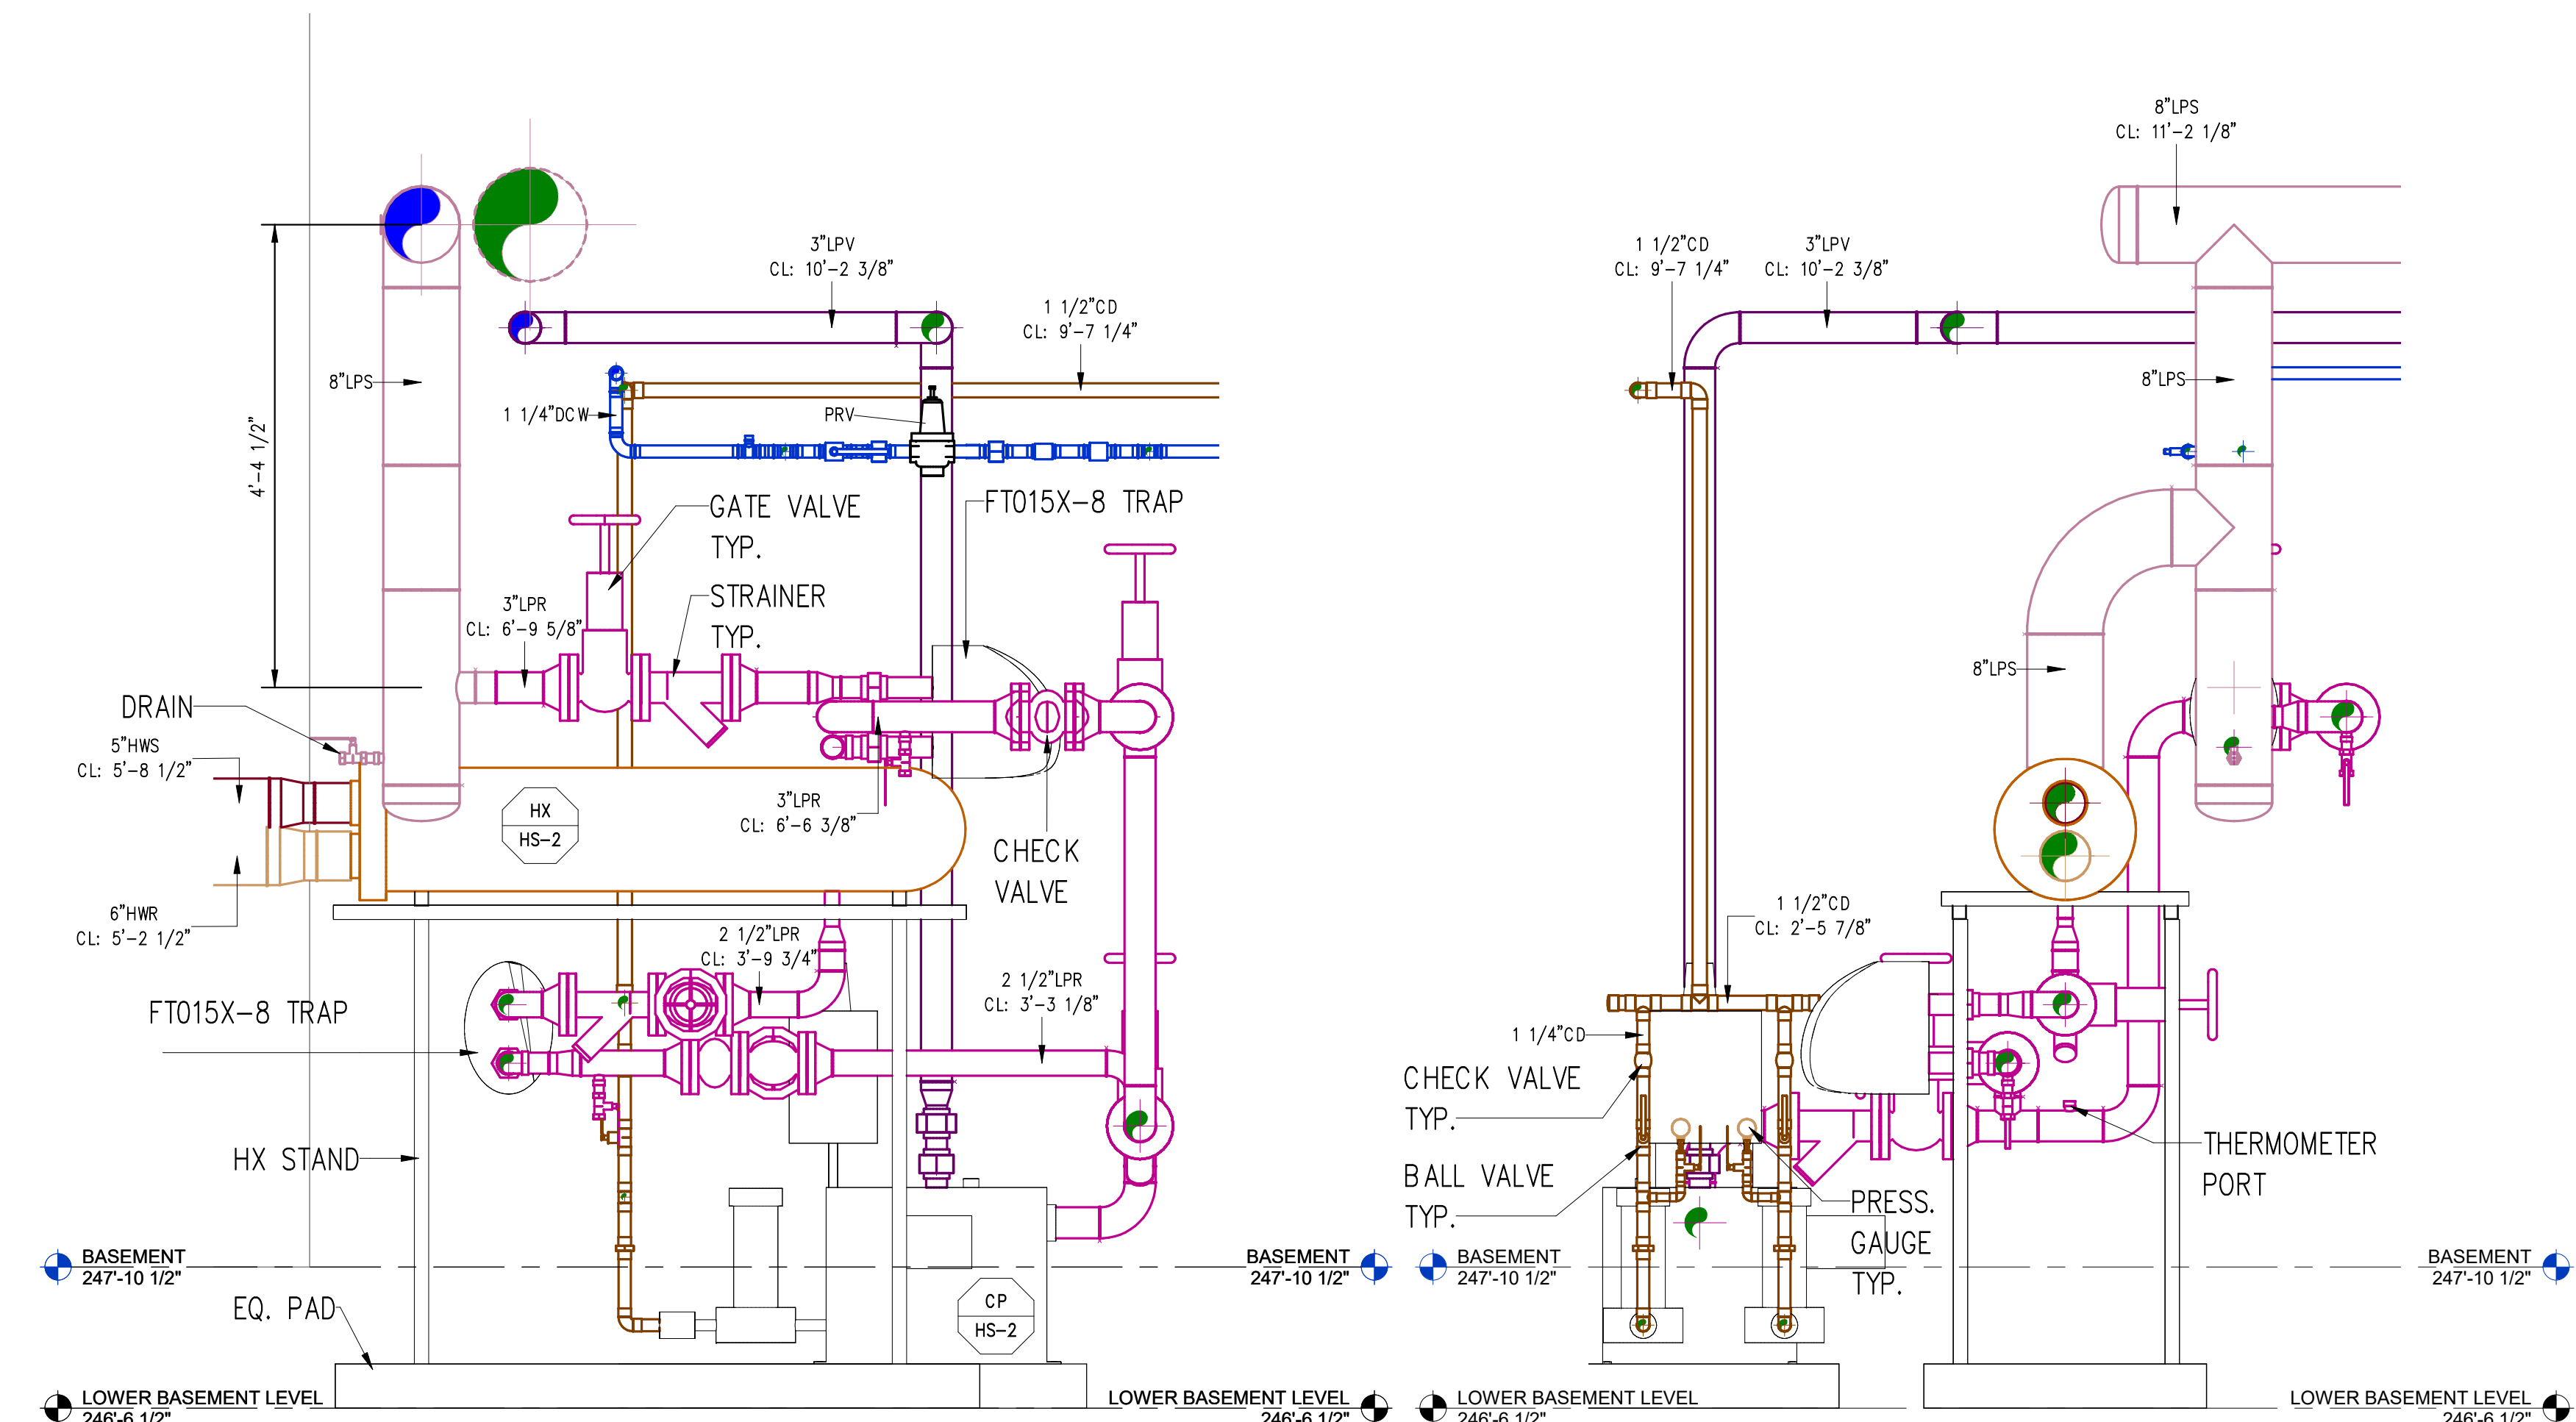 8"LPS
CL: 11'-2 1/8"
3"LPV
CL: 10'-2 3/8"
1 1/2"CD
CL: 9'-7 1/4"
1 1/2"CD
CL: 9'-7 1/4"
3"LPV
CL: 10'-2 3/8"
8"LPS
1 1/4"DCW
PRV
8"LPS
4'-4 1/2"
GATE VALVE
TYP.
FT015X-8 TRAP
STRAINER
TYP.
3"LPR
CL: 6'-9 5/8"
8"LPS
DRAIN
5"HWS
CL: 5'-8 1/2"
HX
HS-2
3"LPR
CL: 6'-6 3/8"
CHECK
VALVE
6"HWR
CL: 5'-2 1/2"
2 1/2"LPR
CL: 3'-9 3/4"
2 1/2"LPR
CL: 3'-3 1/8"
1 1/2"CD
CL: 2'-5 7/8"
FT015X-8 TRAP
1 1/4"CD
CHECK VALVE
TYP.
HX STAND
BALL VALVE
TYP.
PRESS.
GAUGE
TYP.
THERMOMETER
PORT
BASEMENT
247'-10 1/2"
BASEMENT
247'-10 1/2"
BASEMENT
247'-10 1/2"
BASEMENT
247'-10 1/2"
EQ. PAD
CP
HS-2
LOWER BASEMENT LEVEL
246'-6 1/2"
LOWER BASEMENT LEVEL
246'-6 1/2"
LOWER BASEMENT LEVEL
246'-6 1/2"
LOWER BASEMENT LEVEL
246'-6 1/2"